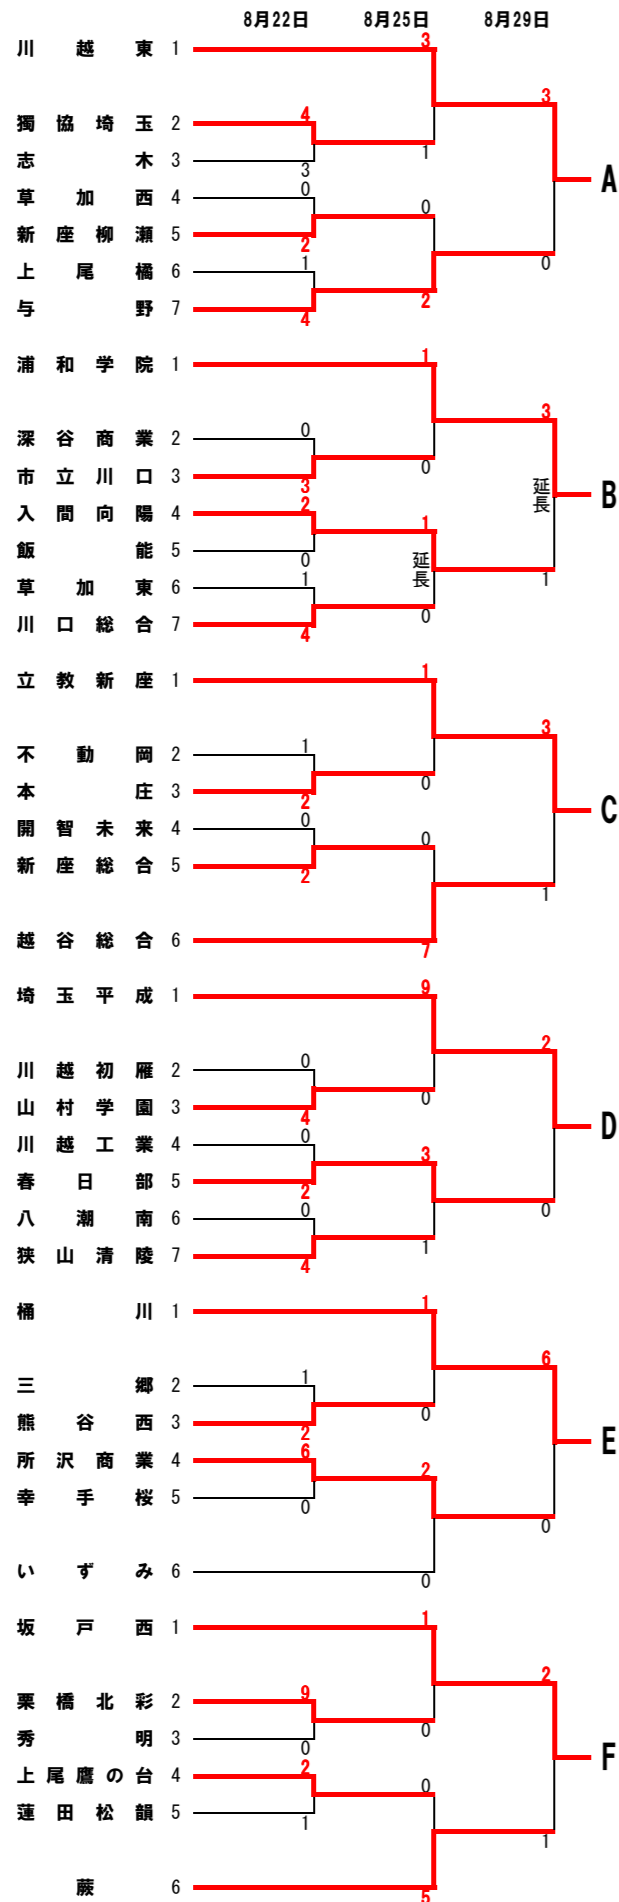 8月22日 8月25日 8月29日
川越東 1 3
3
獨協埼玉 2 4
1
志木 3 3
A
草加西 4 0
0
新座柳瀬 5 2
0
上尾橘 6 1
2
与野 7 4
浦和学院 1 1
3
深谷商業 2 0
0
市立川口 3 3
延長 B
入間向陽 4 2
1
飯能 5 0
延長
1
草加東 6 1
0
川口総合 7 4
立教新座 1 1
3
不動岡 2 1
0
本庄 3 2
C
開智未来 4 0
0
新座総合 5 2
1
越谷総合 6 7
埼玉平成 1 9
2
川越初雁 2 0
0
山村学園 3 4
D
川越工業 4 0
3
春日部 5 2
0
八潮南 6 0
1
狭山清陵 7 4
桶川 1 1
6
三郷 2 1
0
熊谷西 3 2
E
所沢商業 4 6
2
幸手桜 5 0
0
いずみ 6 0
坂戸西 1 1
2
栗橋北彩 2 9
0
秀明 3 0
F
上尾鷹の台 4 2
0
蓮田松韻 5 1
1
蕨 6 5